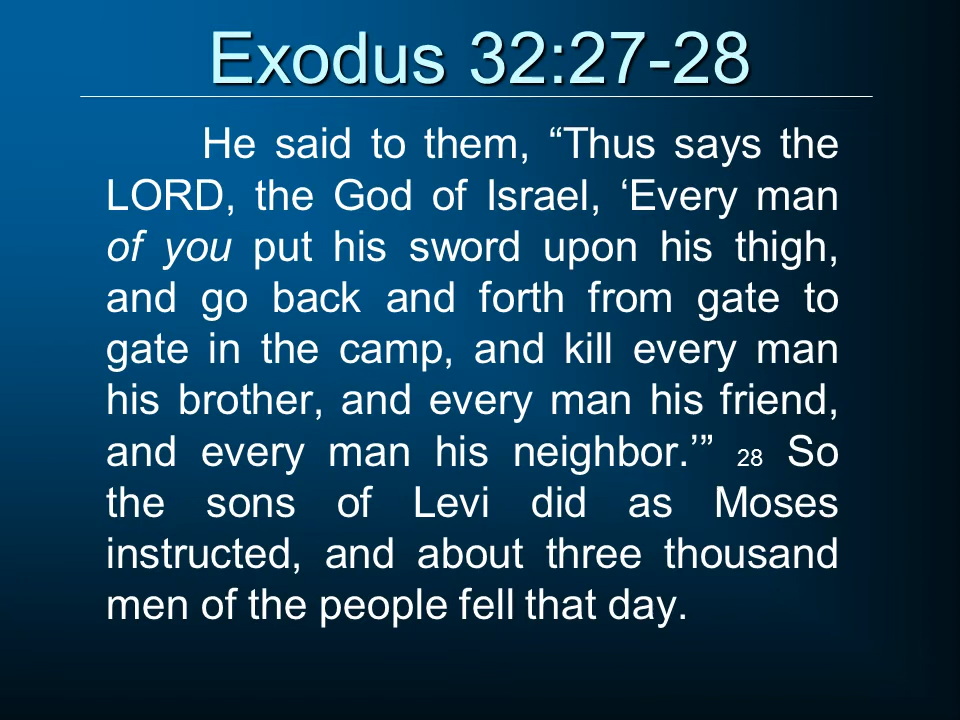 Exodus 32:27-28
He said to them, “Thus says the
LORD, the God of Israel, ‘Every man
of you put his sword upon his thigh,
and go back and forth from gate to
gate in the camp, and kill every man
his brother, and every man his friend,
and every man his neighbor.’” 28 So
the sons of Levi did as Moses
instructed, and about three thousand
men of the people fell that day.